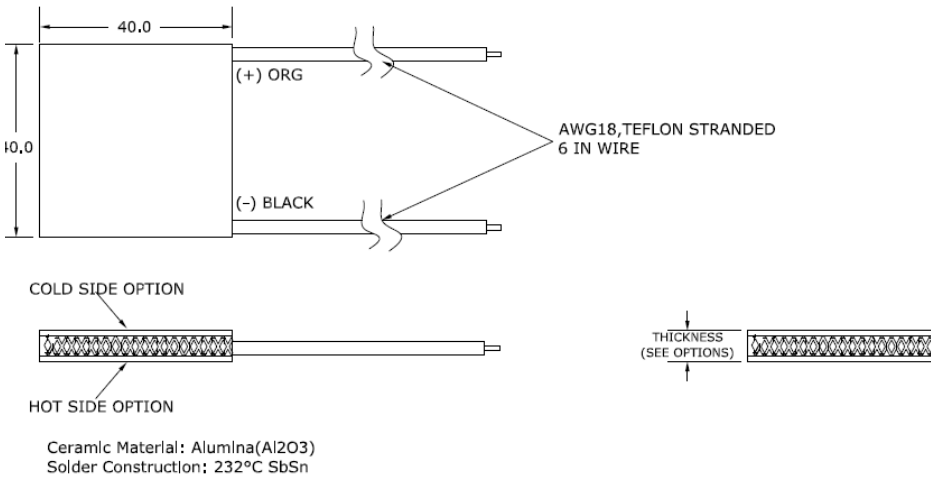 40.0
(+) ORG
AWG18,TEFLON STRANDED
6 IN WIRE
40.0
(-) BLACK
COLD SIDE OPTION
THICKNESS
(SEE OPTIONS)
HOT SIDE OPTION
Ceramic Material: Alumina(Al2O3)
Solder Construction: 232°C SbSn